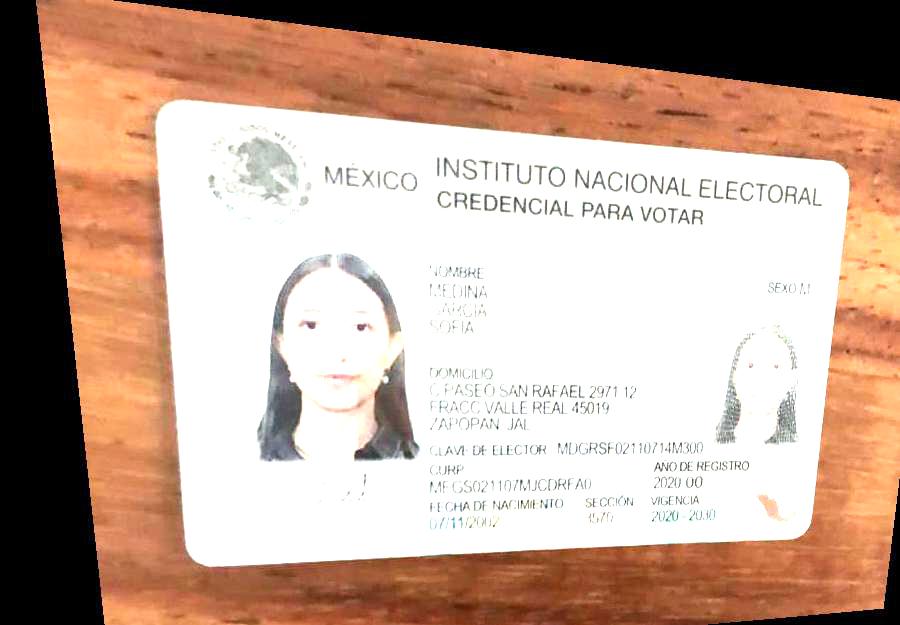 MÉXICO INSTITUTO NACIONAL ELECTORAL
CREDENCIAL PARA VOTAR
NOMBRE
MEDINA
GARCIA
SOFIA
SEXO M
DOMICILIO
C PASEO SAN RAFAEL 2971 12
FRACC VALLE REAL 45019
ZAPOPAN, JAL.
CLAVE DE ELECTOR MDGRSF02110714M300
CURP
MEGS021107MJCDRFA0
AÑO DE REGISTRO
2020 00
FECHA DE NACIMIENTO
07/11/2002
SECCIÓN
3570
VIGENCIA
2020 - 2030